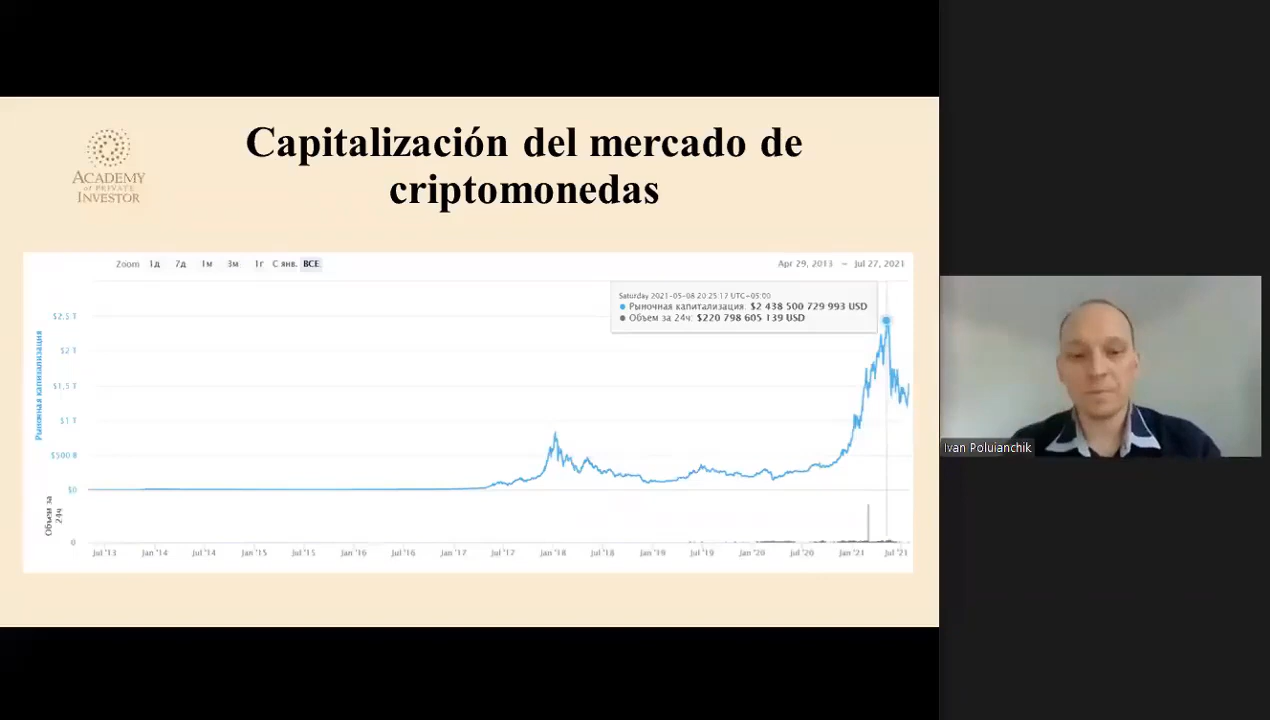 Capitalización del mercado de
criptomonedas
ACADEMY
of PRIVATE
INVESTOR
Zoom 1д 7д 1м 3м 1г С янв. ВСЕ
Apr 29, 2013 – Jul 27, 2021
Saturday 2021-05-08 20:25:17 UTC+05:00
Рыночная капитализация: $2 438 500 729 993 USD
Объем за 24ч: $220 798 605 139 USD
Рыночная капитализация
$2,5 T
$2 T
$1,5 T
$1 T
$500 B
$0
Объем за
24ч
0
Jul '13 Jan '14 Jul '14 Jan '15 Jul '15 Jan '16 Jul '16 Jan '17 Jul '17 Jan '18 Jul '18 Jan '19 Jul '19 Jan '20 Jul '20 Jan '21 Jul '21
Ivan Poluianchik